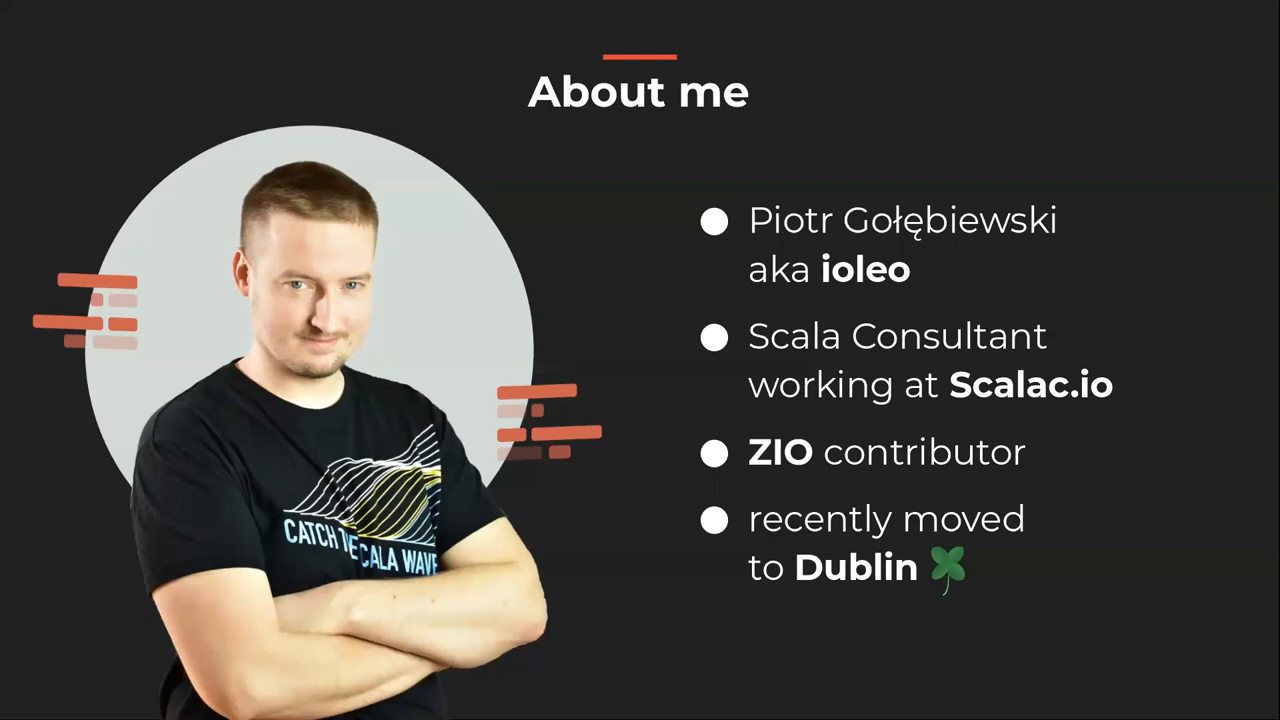 About me
Piotr Gołębiewski
aka ioleo
Scala Consultant
working at Scalac.io
ZIO contributor
recently moved
to Dublin 🍀
CATCH THE
SCALA WAVE